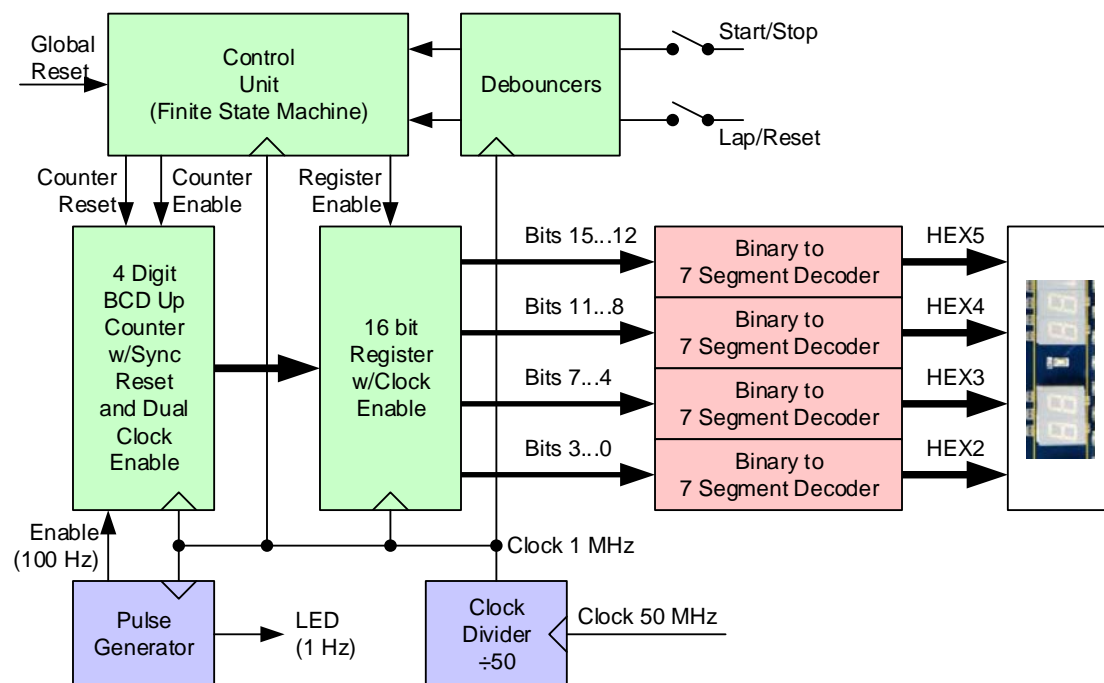 Global
Reset
Control
Unit
(Finite State Machine)
Debouncers
Start/Stop
Lap/Reset
Counter
Reset
Counter
Enable
Register
Enable
4 Digit
BCD Up
Counter
w/Sync
Reset
and Dual
Clock
Enable
16 bit
Register
w/Clock
Enable
Bits 15...12
Binary to
7 Segment Decoder
HEX5
Bits 11...8
Binary to
7 Segment Decoder
HEX4
Bits 7...4
Binary to
7 Segment Decoder
HEX3
Bits 3...0
Binary to
7 Segment Decoder
HEX2
Enable
(100 Hz)
Clock 1 MHz
Pulse
Generator
LED
(1 Hz)
Clock
Divider
÷50
Clock 50 MHz